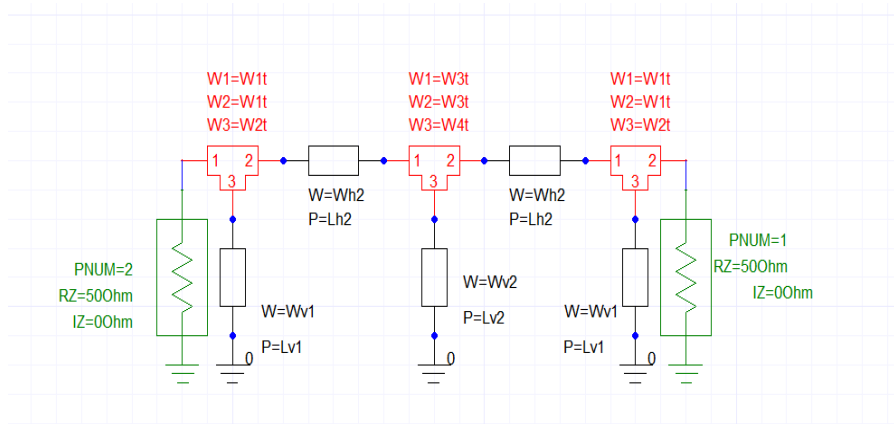 W1=W1t
W2=W1t
W3=W2t
W1=W3t
W2=W3t
W3=W4t
W1=W1t
W2=W1t
W3=W2t
1 2
3
1 2
3
1 2
3
W=Wh2
P=Lh2
W=Wh2
P=Lh2
PNUM=2
RZ=50Ohm
IZ=0Ohm
W=Wv1
P=Lv1
W=Wv2
P=Lv2
W=Wv1
P=Lv1
PNUM=1
RZ=50Ohm
IZ=0Ohm
0
0
0